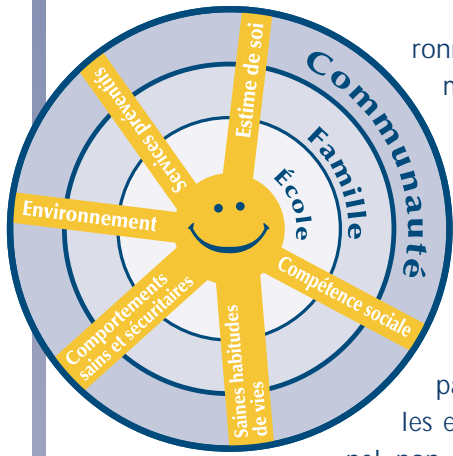 Estime de soi
Services préventifs
Environnement
Comportements
sains et sécuritaires
Saines habitudes
de vies
Compétence sociale
École
Famille
Communauté
les